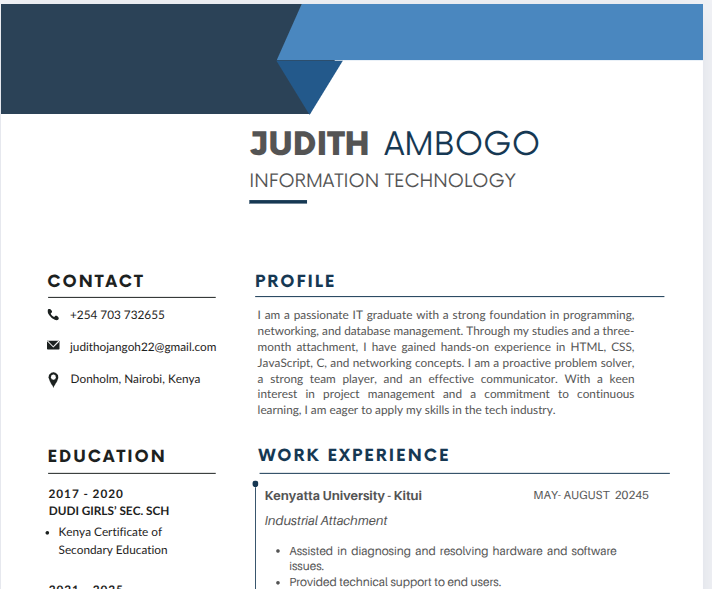 JUDITH AMBOGO
INFORMATION TECHNOLOGY
CONTACT
+254 703 732655
judithojangoh22@gmail.com
Donholm, Nairobi, Kenya
EDUCATION
2017 - 2020
DUDI GIRLS' SEC. SCH
• Kenya Certificate of
Secondary Education
2021 - 2025
PROFILE
I am a passionate IT graduate with a strong foundation in programming,
networking, and database management. Through my studies and a three-
month attachment, I have gained hands-on experience in HTML, CSS,
JavaScript, C, and networking concepts. I am a proactive problem solver,
a strong team player, and an effective communicator. With a keen
interest in project management and a commitment to continuous
learning, I am eager to apply my skills in the tech industry.
WORK EXPERIENCE
Kenyatta University - Kitui MAY- AUGUST 20245
Industrial Attachment
• Assisted in diagnosing and resolving hardware and software
issues.
• Provided technical support to end users.